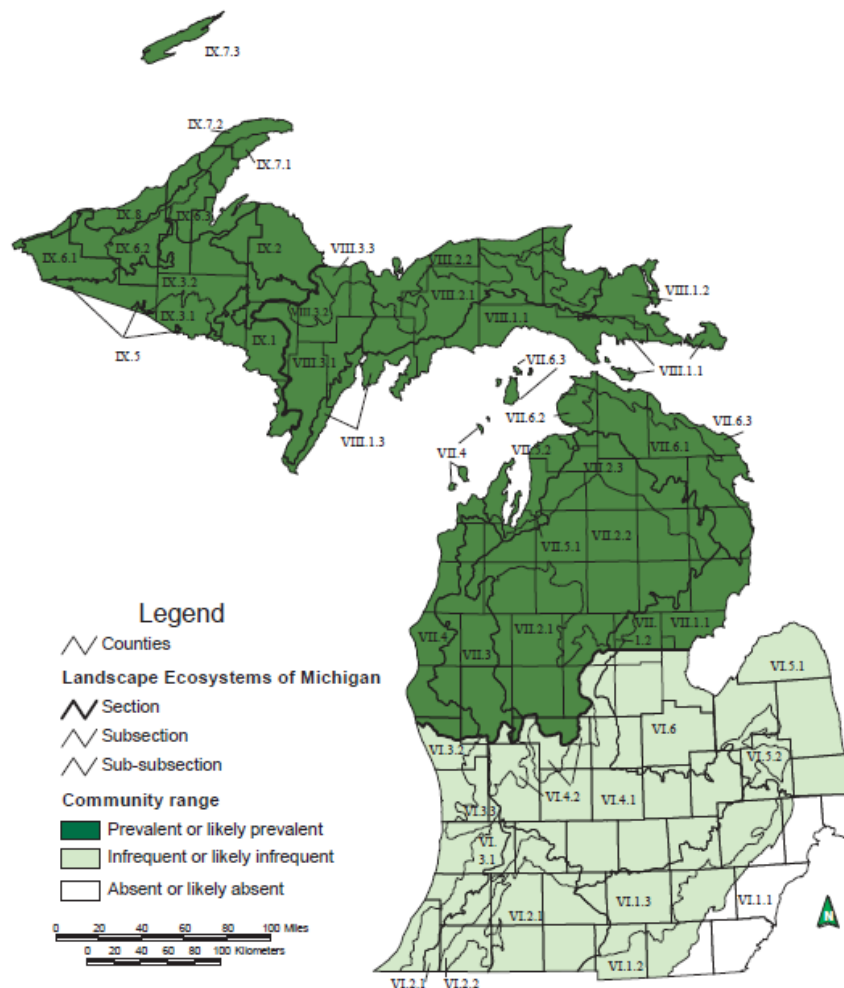 IX.7.3
IX.7.2
IX.7.1
IX.8
IX.6.3
IX.6.1
IX.6.2
IX.2
VIII.3.3
VIII.2.2
IX.3.2
VIII.2.1
VIII.1.2
IX.3.1
VIII.3.2
VIII.1.1
IX.5
IX.1
VIII.3.1
VII.6.3
VIII.1.1
VII.6.2
VII.6.3
VIII.1.3
VII.4
VII.5.2
VII.6.1
VII.2.3
VII.5.1
VII.2.2
Legend
Counties
Landscape Ecosystems of Michigan
Section
Subsection
Sub-subsection
Community range
Prevalent or likely prevalent
Infrequent or likely infrequent
Absent or likely absent
0 20 40 60 80 100 Miles
0 20 40 60 80 100 Kilometers
VII.4
VII.3
VII.2.1
VII.
1.2
VII.1.1
VI.5.1
VI.3.2
VI.6
VI.5.2
VI.4.2
VI.4.1
VI.3.3
VI.
3.1
VI.2.1
VI.1.3
VI.1.1
N
VI.1.2
VI.2.1
VI.2.2